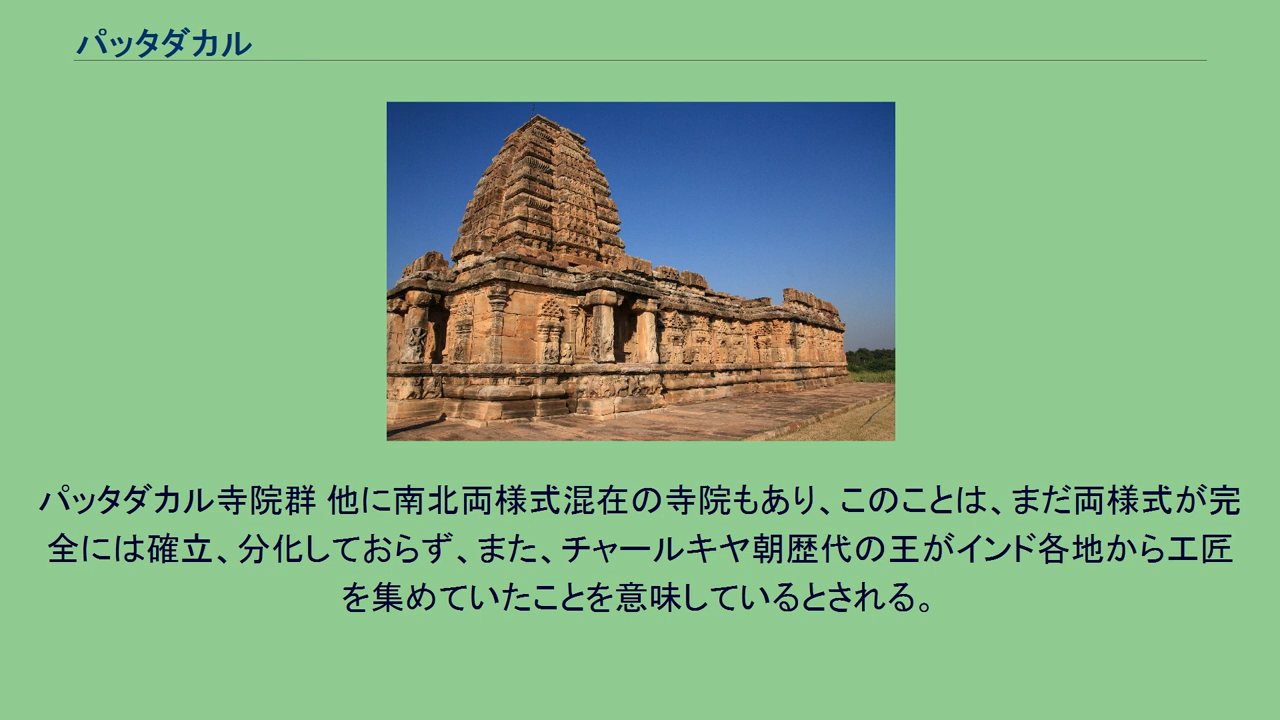 パッタダカル
パッタダカル寺院群 他に南北両様式混在の寺院もあり、このことは、まだ両様式が完
全には確立、分化しておらず、また、チャールキヤ朝歴代の王がインド各地から工匠
を集めていたことを意味しているとされる。